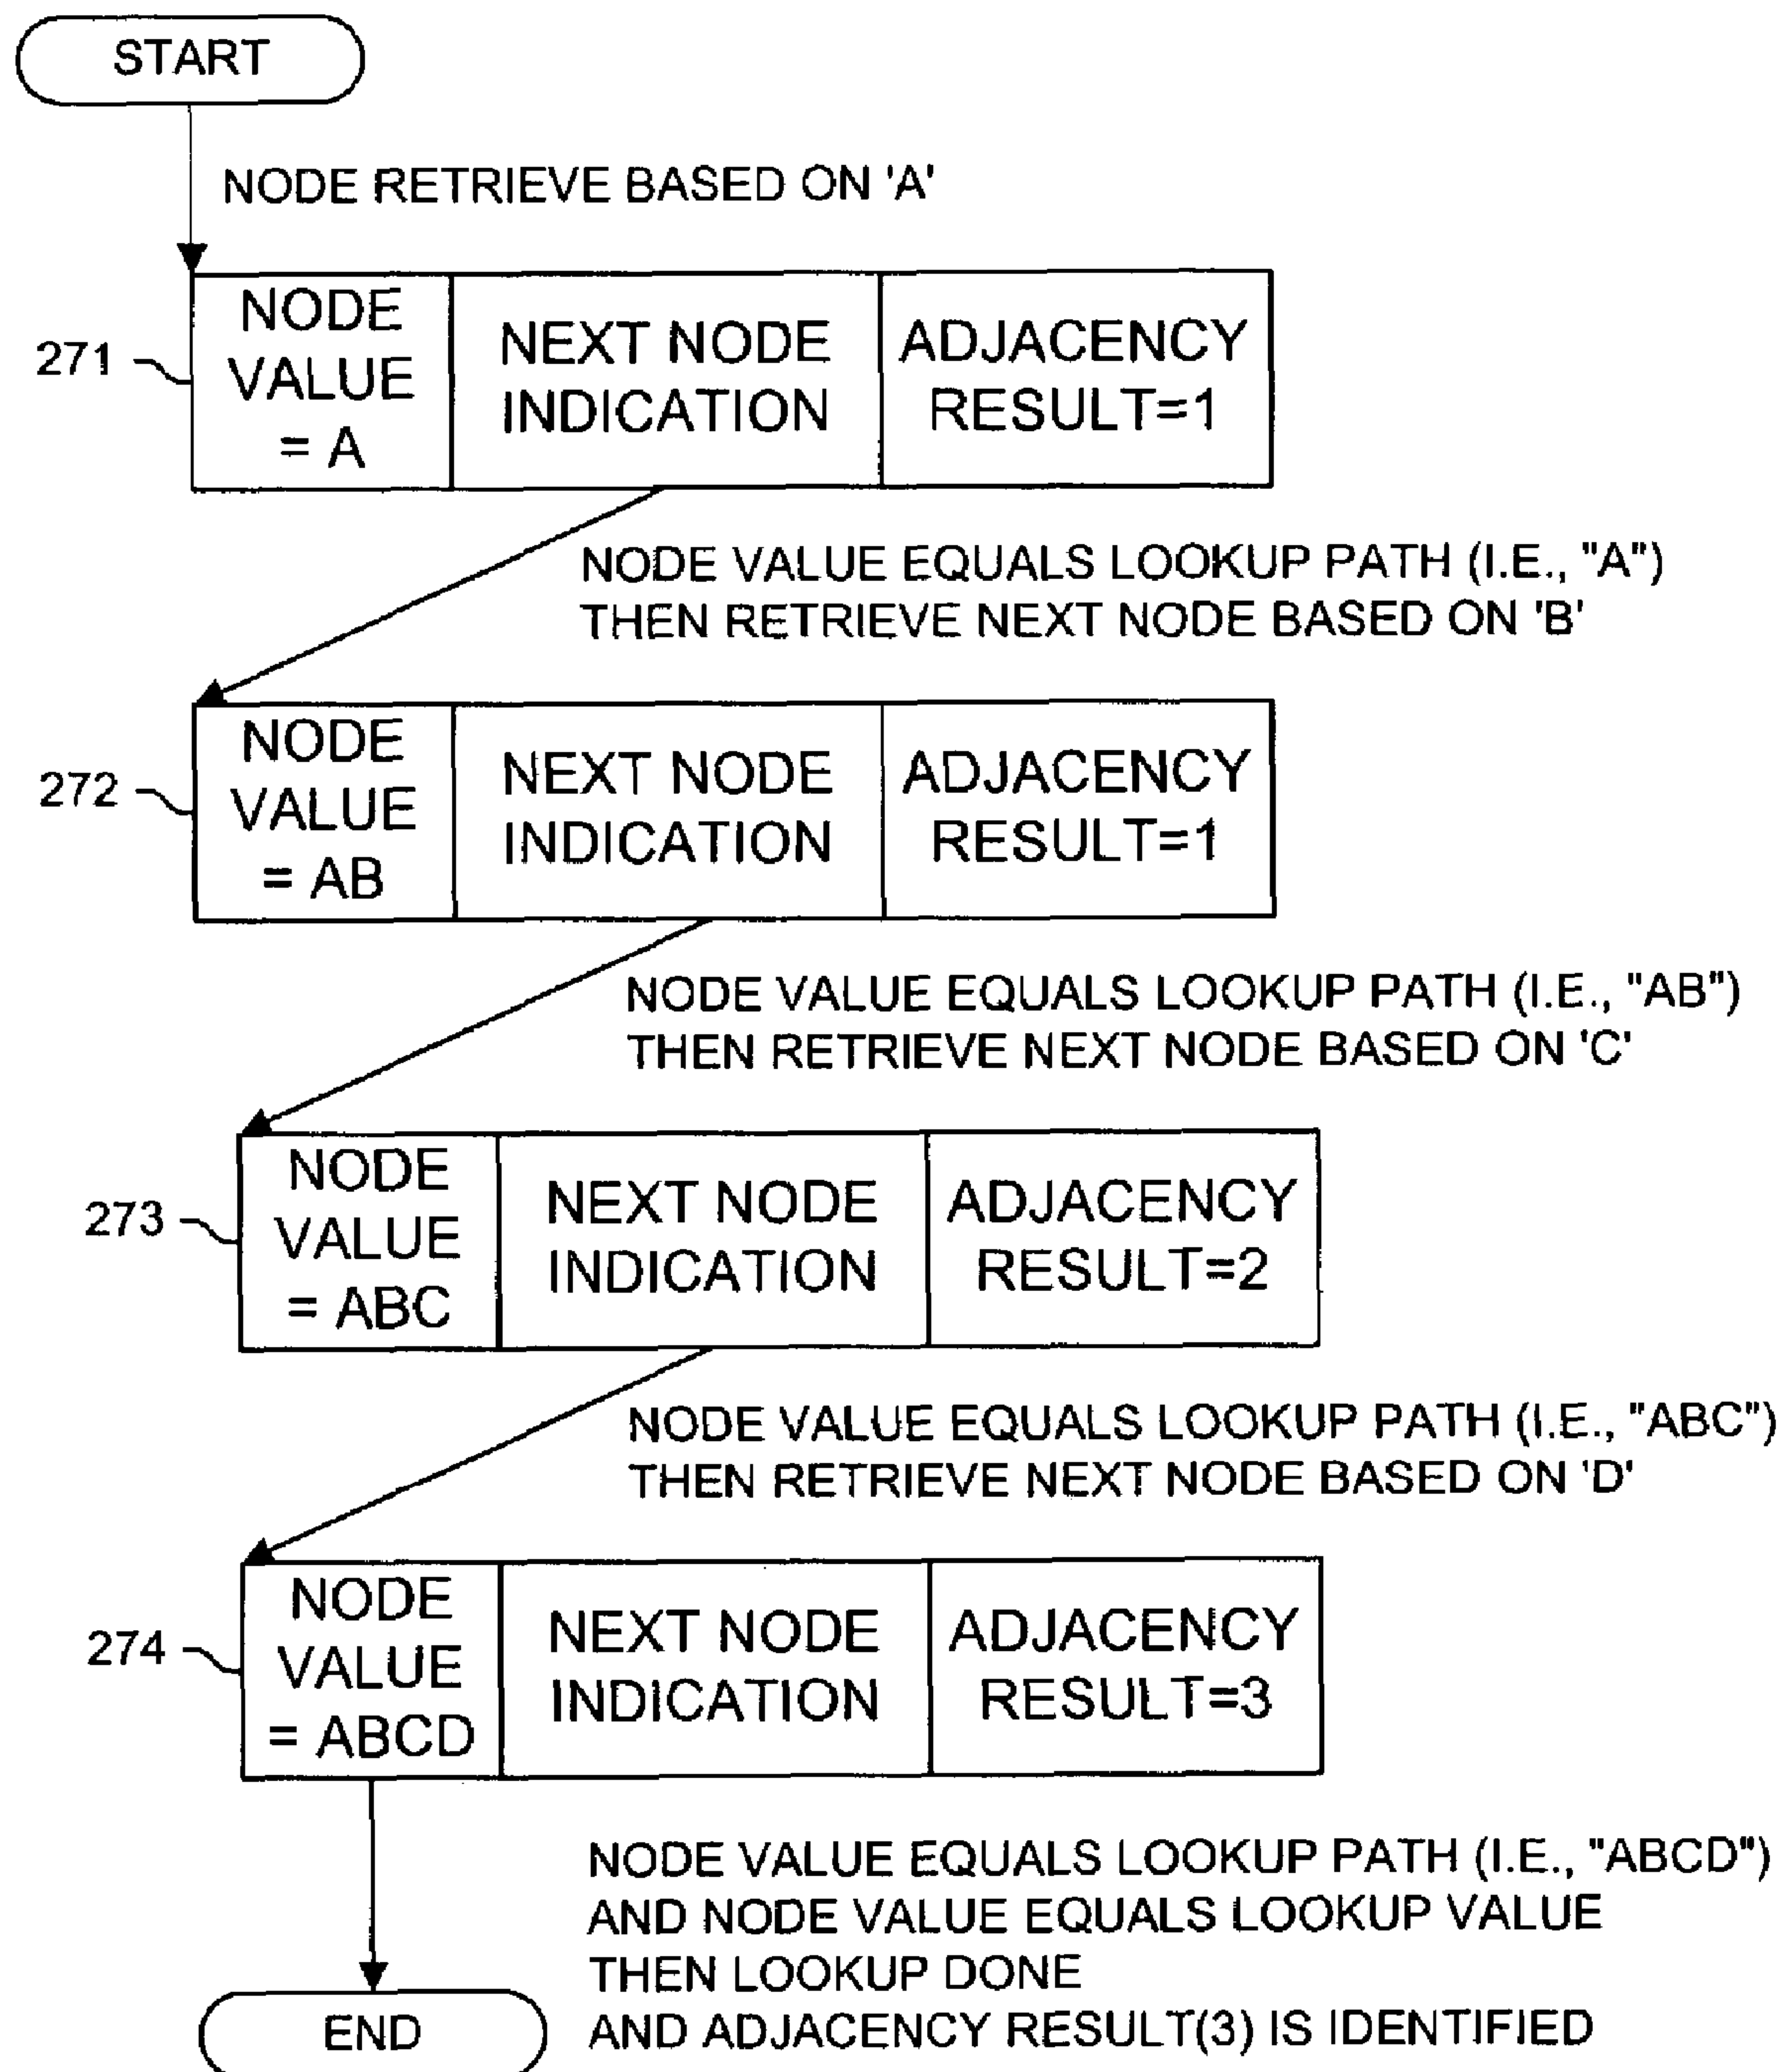 START
NODE RETRIEVE BASED ON 'A'
271
NODE
VALUE
= A
NEXT NODE
INDICATION
ADJACENCY
RESULT=1
NODE VALUE EQUALS LOOKUP PATH (I.E., "A")
THEN RETRIEVE NEXT NODE BASED ON 'B'
272
NODE
VALUE
= AB
NEXT NODE
INDICATION
ADJACENCY
RESULT=1
NODE VALUE EQUALS LOOKUP PATH (I.E., "AB")
THEN RETRIEVE NEXT NODE BASED ON 'C'
273
NODE
VALUE
= ABC
NEXT NODE
INDICATION
ADJACENCY
RESULT=2
NODE VALUE EQUALS LOOKUP PATH (I.E., "ABC")
THEN RETRIEVE NEXT NODE BASED ON 'D'
274
NODE
VALUE
= ABCD
NEXT NODE
INDICATION
ADJACENCY
RESULT=3
NODE VALUE EQUALS LOOKUP PATH (I.E., "ABCD")
AND NODE VALUE EQUALS LOOKUP VALUE
THEN LOOKUP DONE
AND ADJACENCY RESULT(3) IS IDENTIFIED
END